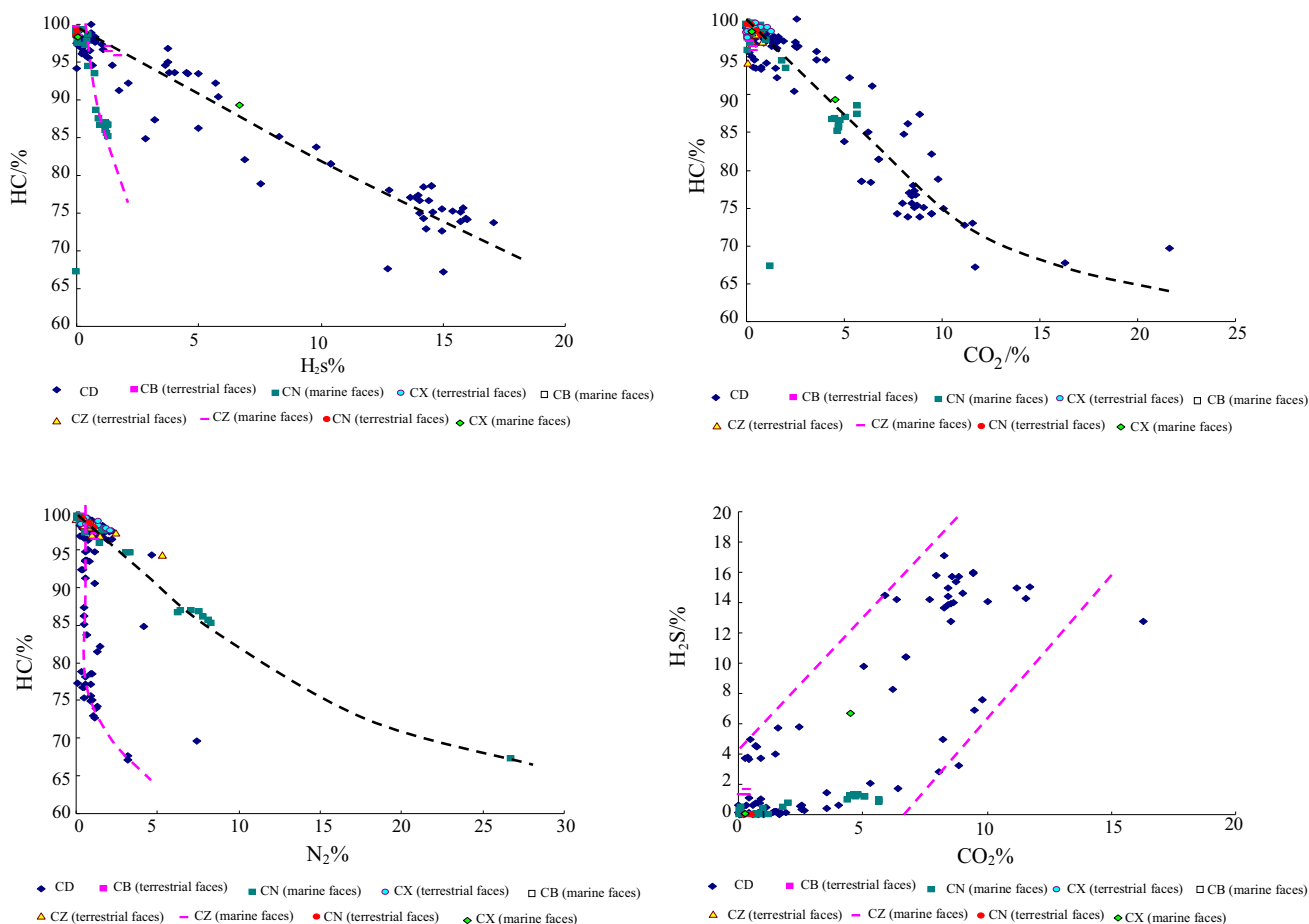 100
95
90
85
80
75
70
65
60
HC/%
0
5
10
15
20
H₂s%
CD
CB (terrestrial faces)
CN (marine faces)
CX (terrestrial faces)
CB (marine faces)
CZ (terrestrial faces)
CZ (marine faces)
CN (terrestrial faces)
CX (marine faces)
100
95
90
85
80
75
70
65
60
HC/%
0
5
10
15
20
25
CO₂/%
CD
CB (terrestrial faces)
CN (marine faces)
CX (terrestrial faces)
CB (marine faces)
CZ (terrestrial faces)
CZ (marine faces)
CN (terrestrial faces)
CX (marine faces)
100
95
90
85
80
75
70
65
60
HC/%
0
5
10
15
20
25
30
N₂%
CD
CB (terrestrial faces)
CN (marine faces)
CX (terrestrial faces)
CB (marine faces)
CZ (terrestrial faces)
CZ (marine faces)
CN (terrestrial faces)
CX (marine faces)
20
18
16
14
12
10
8
6
4
2
0
H₂S/%
0
5
10
15
20
CO₂%
CD
CB (terrestrial faces)
CN (marine faces)
CX (terrestrial faces)
CB (marine faces)
CZ (terrestrial faces)
CZ (marine faces)
CN (terrestrial faces)
CX (marine faces)